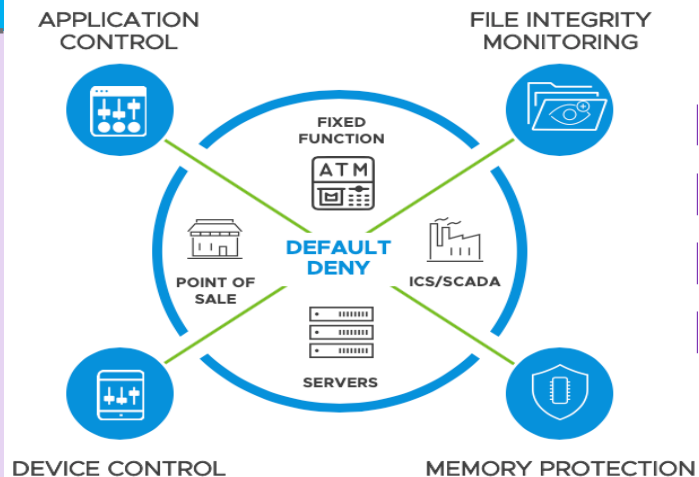 APPLICATION
CONTROL
FILE INTEGRITY
MONITORING
FIXED
FUNCTION
ATM
DEFAULT
DENY
POINT OF
SALE
ICS/SCADA
SERVERS
DEVICE CONTROL
MEMORY PROTECTION